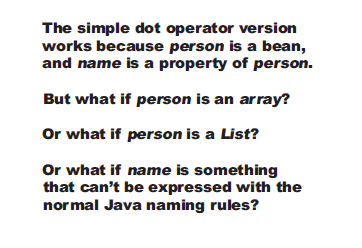 The simple dot operator version
works because person is a bean,
and name is a property of person.
But what if person is an array?
Or what if person is a List?
Or what if name is something
that can't be expressed with the
normal Java naming rules?